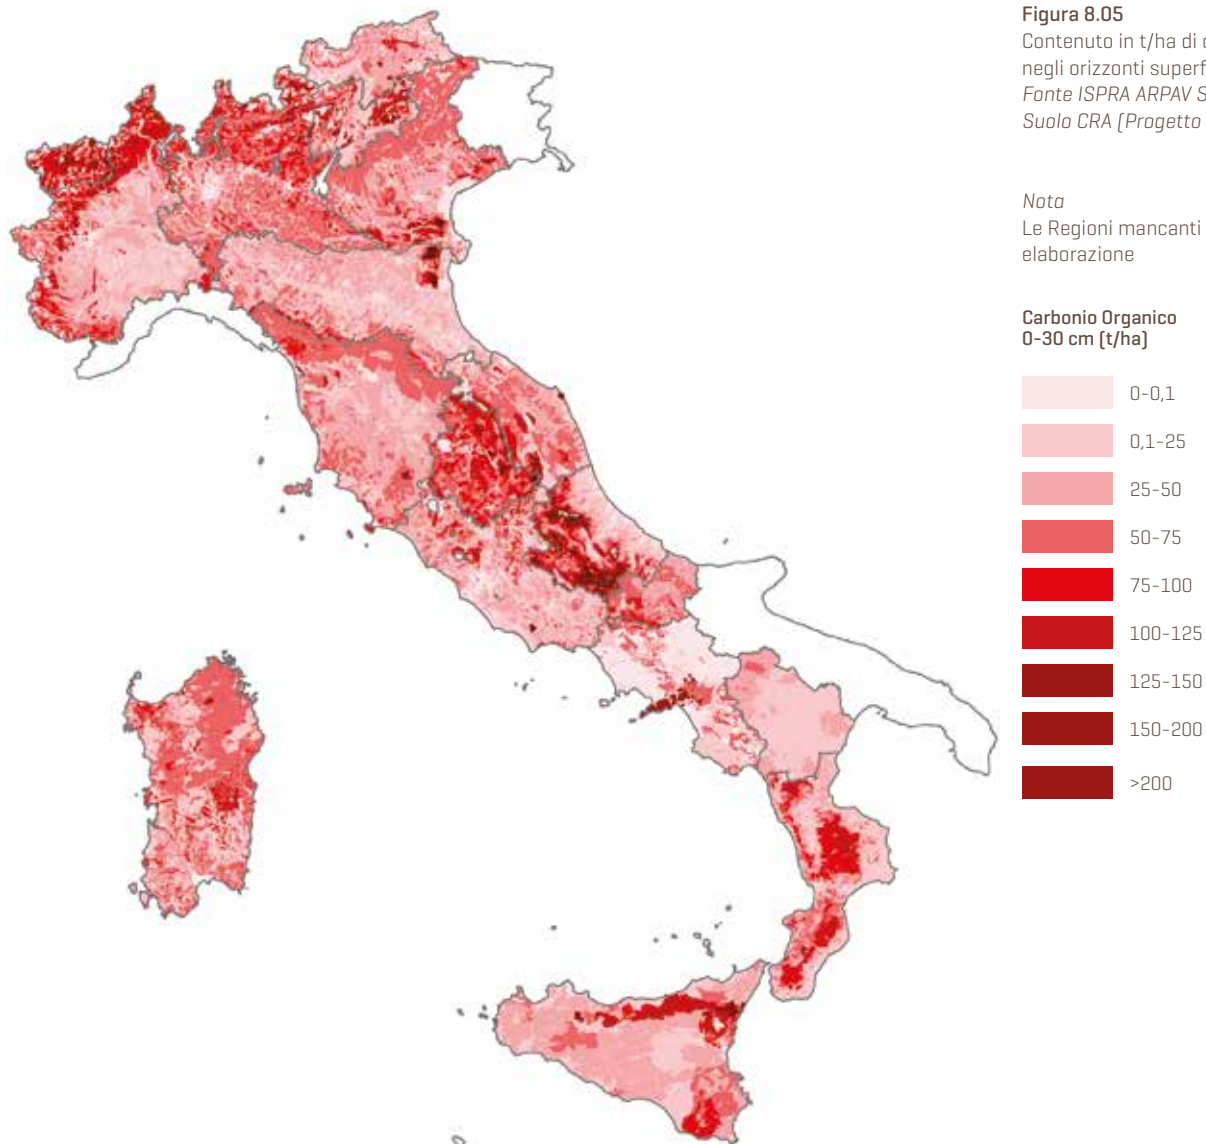 Figura 8.05
Contenuto in t/ha di
negli orizzonti
Fonte ISPRA ARPAV
Suolo CRA (Progetto
Nota
Le Regioni mancanti
elaborazione
Carbonio Organico
0-30 cm (t/ha)
0-0,1
0,1-25
25-50
50-75
75-100
100-125
125-150
150-200
>200